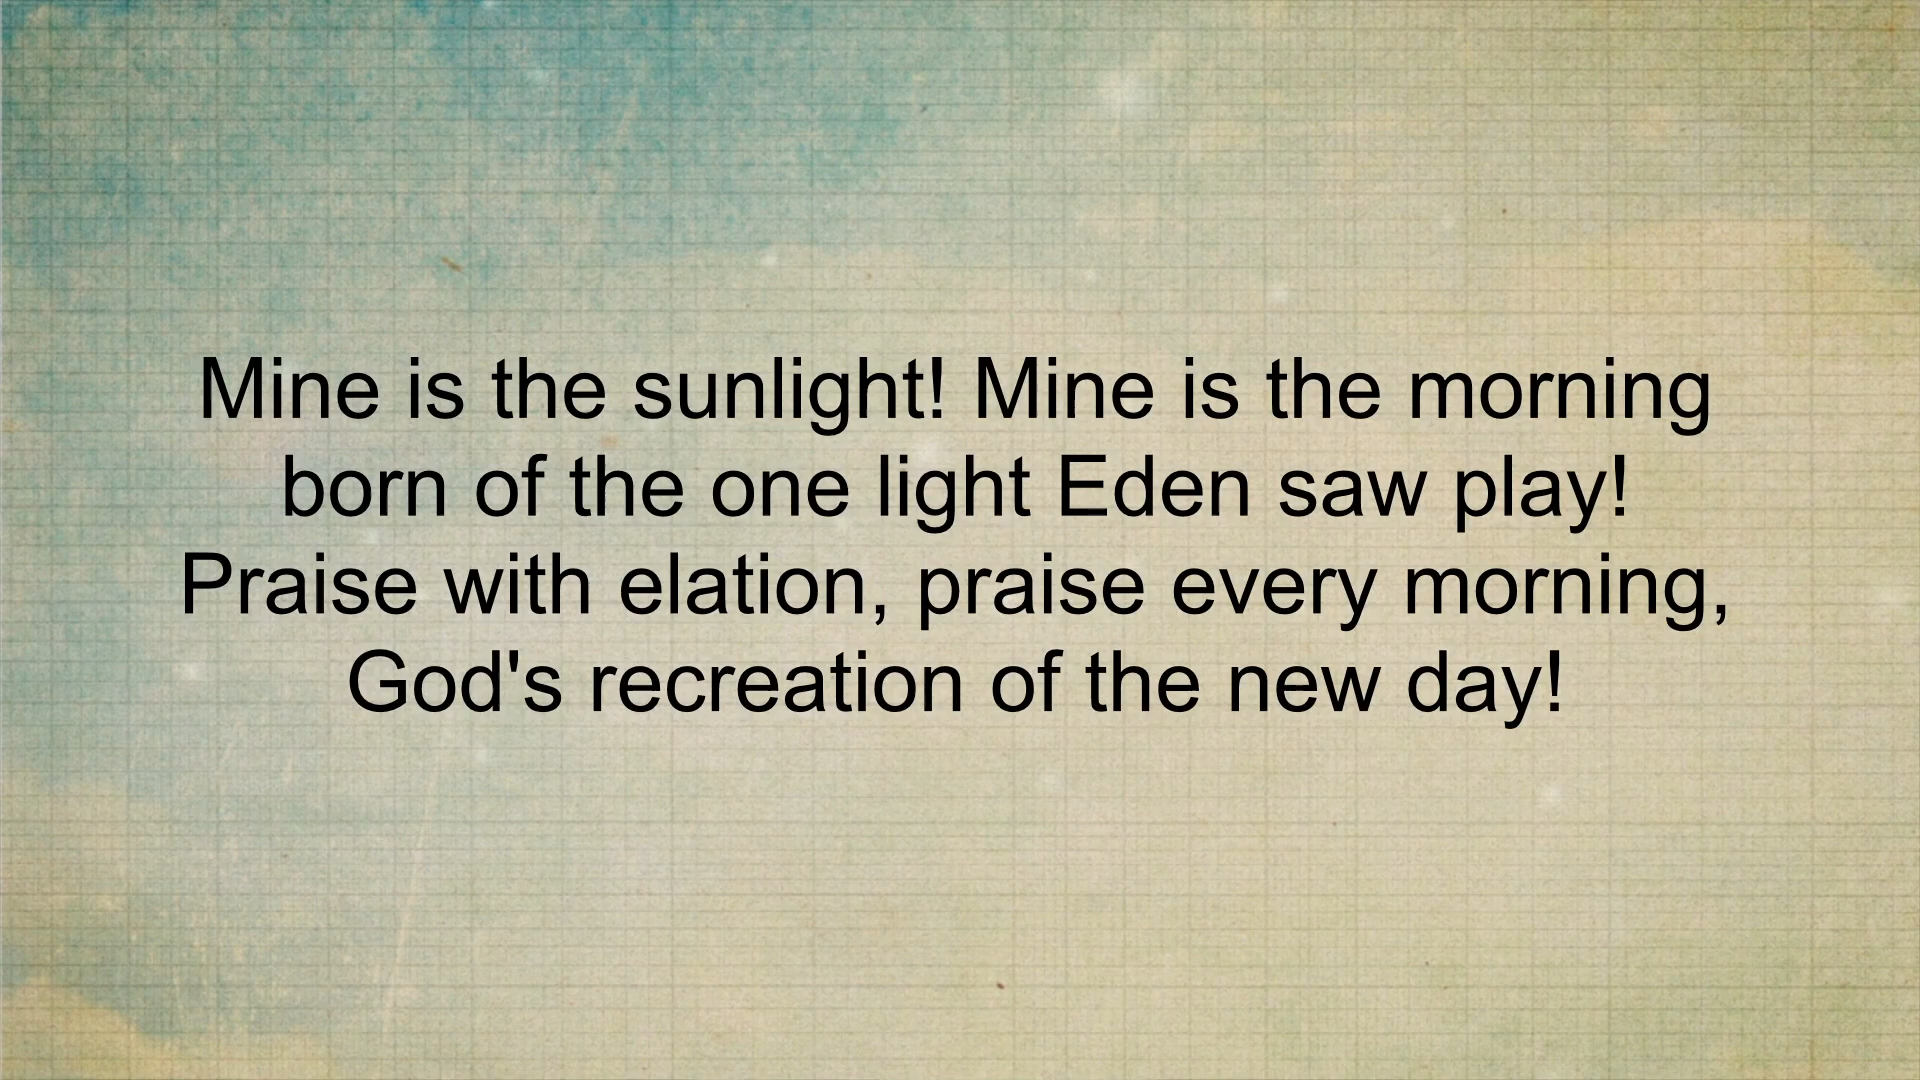 Mine is the sunlight! Mine is the morning
born of the one light Eden saw play!
Praise with elation, praise every morning,
God's recreation of the new day!